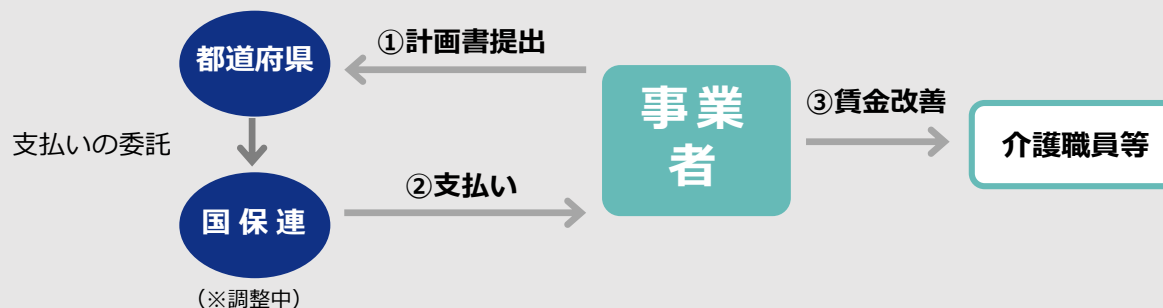 都道府県
①計画書提出
事業
者
③賃金改善
介護職員等
支払いの委託
②支払い
国保連
(※調整中)